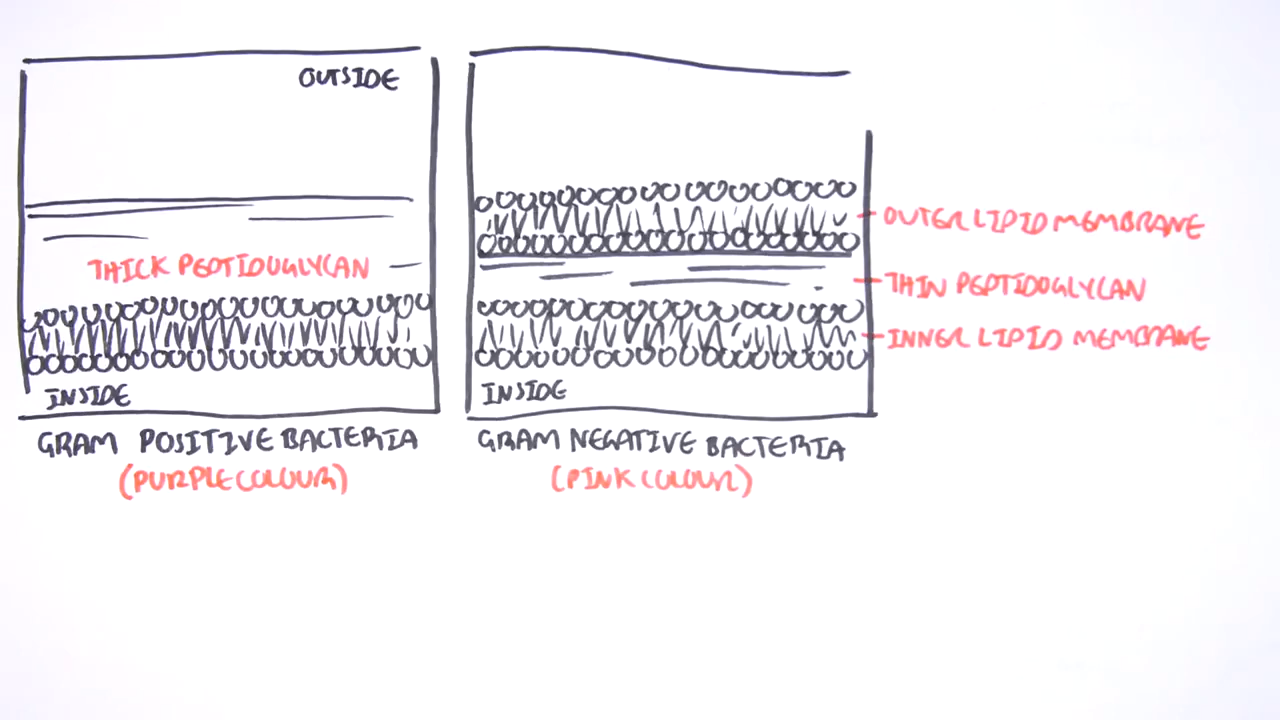 OUTSIDE
THICK PEPTIDOGLYCAN
INSIDE
GRAM POSITIVE BACTERIA
(PURPLE COLOUR)
OUTER LIPID MEMBRANE
THIN PEPTIDOGLYCAN
INNER LIPID MEMBRANE
INSIDE
GRAM NEGATIVE BACTERIA
(PINK COLOUR)